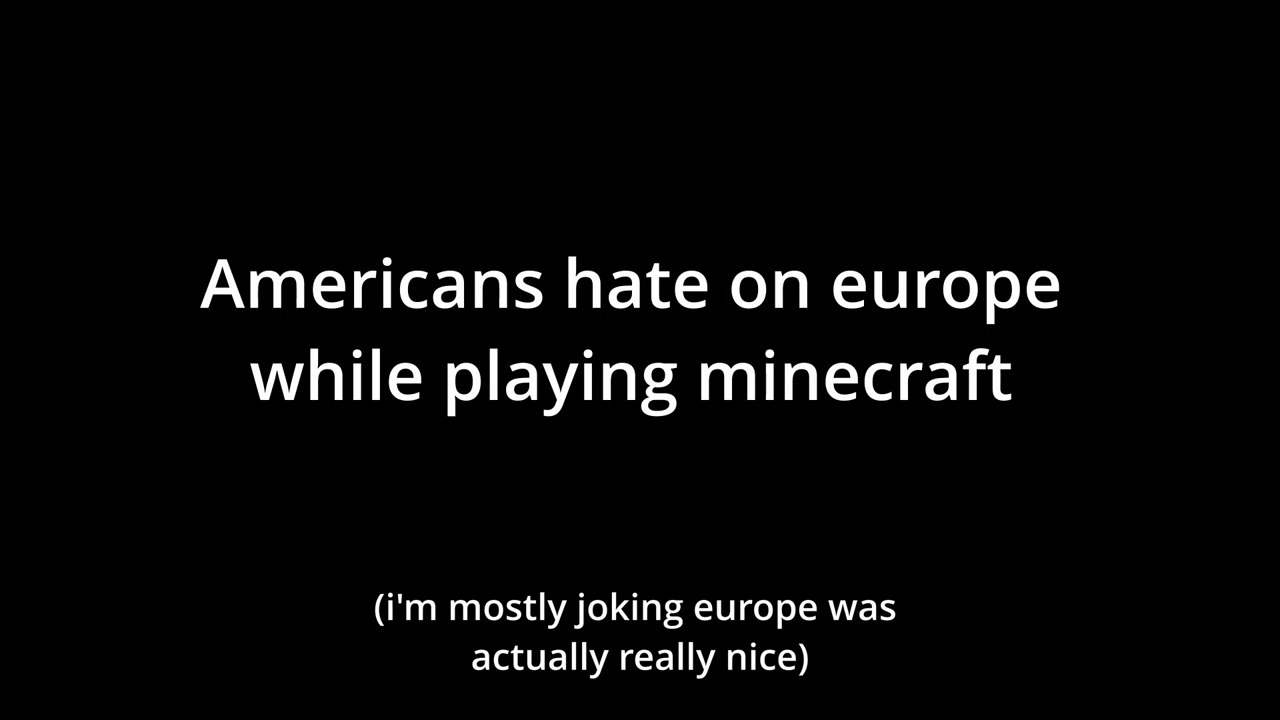 Americans hate on europe
while playing minecraft
(i'm mostly joking europe was
actually really nice)